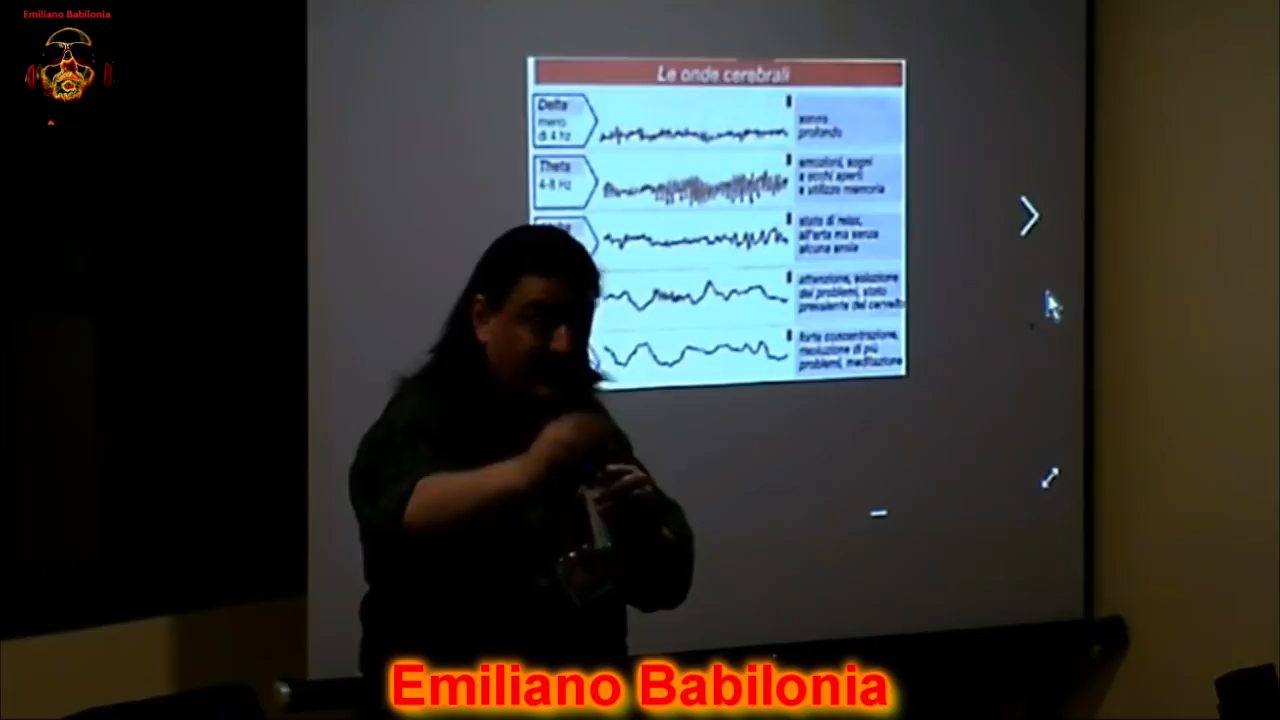 Emiliano Babilonia
Le onde cerebrali
Delta
meno
di 4 hz
sonno
profondo
Theta
4-8 Hz
emozioni, sogni
a occhi aperti
e utilizzo memoria
stato di relax,
all'erta ma senza
alcuna ansia
attenzione, soluzione
dei problemi, stato
prevalente del cervello
forte concentrazione,
risoluzione di più
problemi, meditazione
Emiliano Babilonia